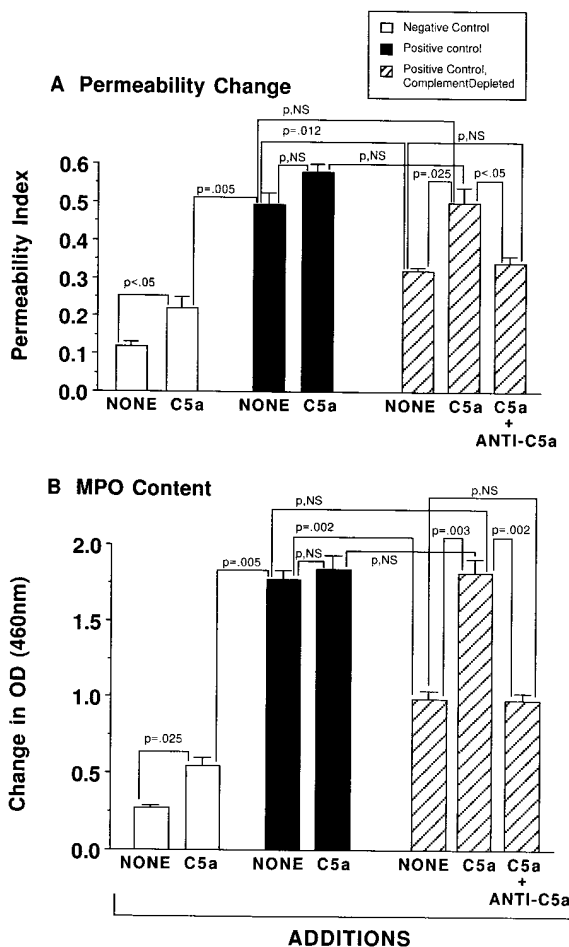 Negative Control
Positive control
Positive Control,
ComplementDepleted
A Permeability Change
Permeability Index
0.6
0.5
0.4
0.3
0.2
0.1
0.0
p<.05
p=.005
p,NS
p=.012
p,NS
p,NS
p,NS
p=.025
p<.05
NONE C5a NONE C5a NONE C5a C5a
+
ANTI-C5a
B MPO Content
Change in OD (460nm)
2.0
1.5
1.0
0.5
0.0
p=.025
p=.005
p,NS
p=.002
p,NS
p,NS
p,NS
p=.003
p=.002
NONE C5a NONE C5a NONE C5a C5a
+
ANTI-C5a
ADDITIONS